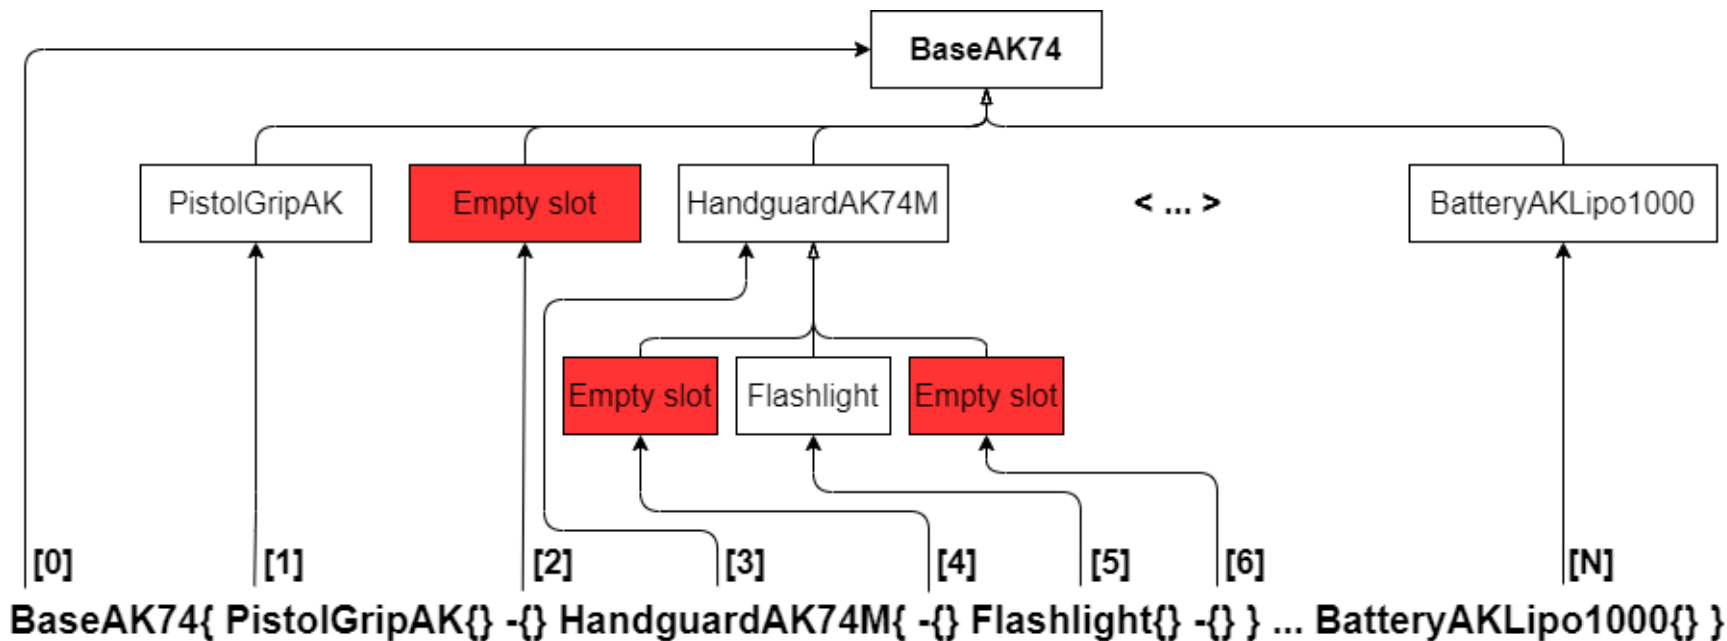 BaseAK74
PistolGripAK
Empty slot
HandguardAK74M
< ... >
BatteryAKLipo1000
Empty slot
Flashlight
Empty slot
[0]
[1]
[2]
[3]
[4]
[5]
[6]
[N]
BaseAK74{ PistolGripAK{} -{} HandguardAK74M{ -{} Flashlight{} -{} } ... BatteryAKLipo1000{} }